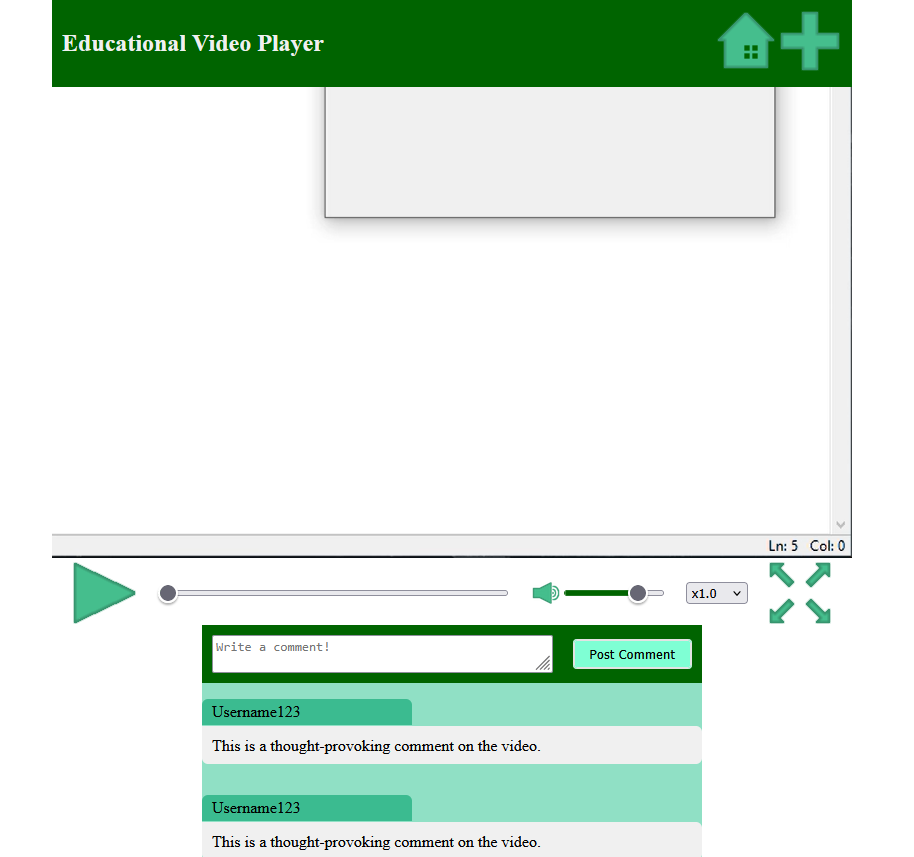 Educational Video Player
Ln: 5 Col: 0
x1.0
Write a comment!
Post Comment
Username123
This is a thought-provoking comment on the video.
Username123
This is a thought-provoking comment on the video.